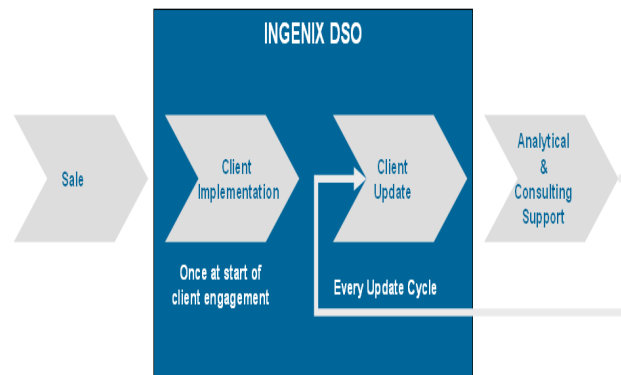 INGENIX DSO
Sale
Client
Implementation
Client
Update
Analytical
&
Consulting
Support
Once at start of
client engagement
Every Update Cycle